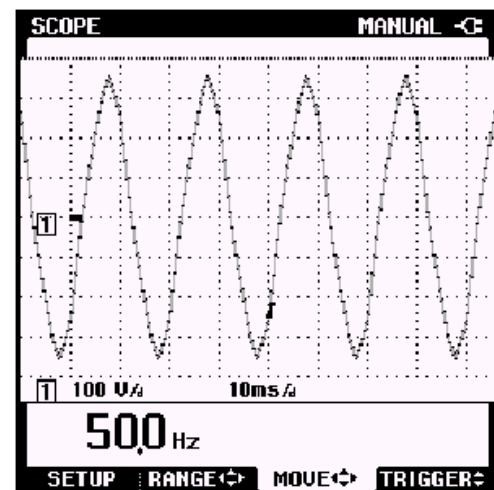 SCOPE MANUAL
1
1 100 V/d 10ms/d
50.0 Hz
SETUP RANGE MOVE TRIGGER